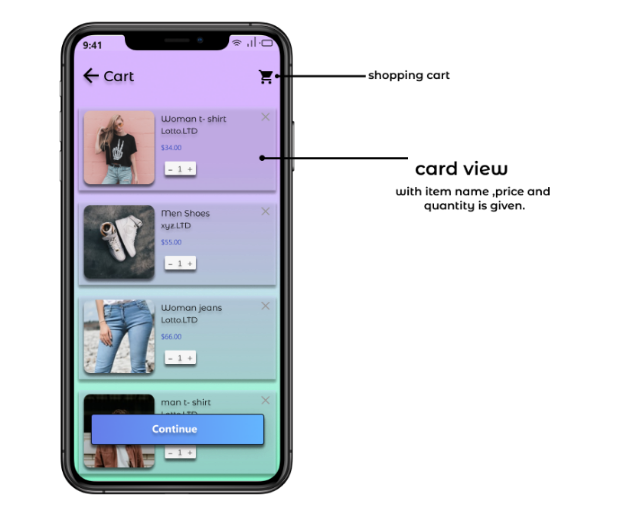 9:41
Cart
shopping cart
Woman t- shirt
Lotto.LTD
$34.00
- 1 +
card view
with item name ,price and
quantity is given.
Men Shoes
xyz.LTD
$55.00
- 1 +
Woman jeans
Lotto.LTD
$66.00
- 1 +
man t- shirt
Lotto.LTD
Continue
- 1 +